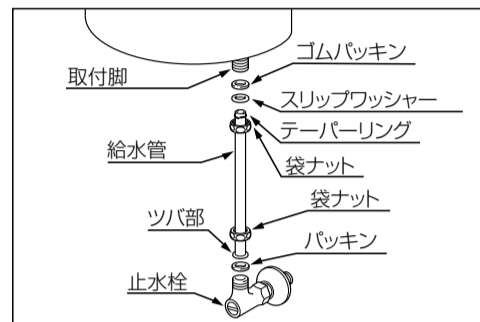 ゴムパッキン
取付脚
スリップワッシャー
テーパーリング
給水管
袋ナット
袋ナット
ツバ部
パッキン
止水栓